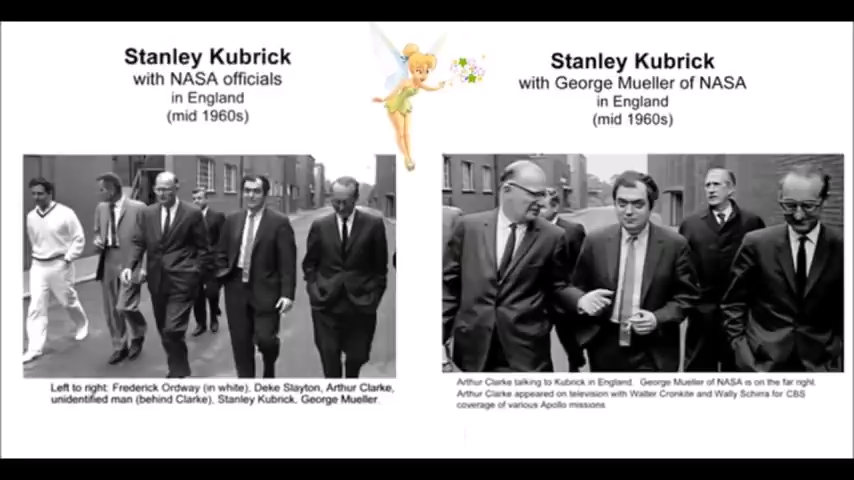 Stanley Kubrick
with NASA officials
in England
(mid 1960s)
Left to right: Frederick Ordway (in white), Deke Slayton, Arthur Clarke,
unidentified man (behind Clarke), Stanley Kubrick, George Mueller.
Stanley Kubrick
with George Mueller of NASA
in England
(mid 1960s)
Arthur Clarke talking to Kubrick in England. George Mueller of NASA is on the far right.
Arthur Clarke appeared on television with Walter Cronkite and Wally Schirra for CBS
coverage of various Apollo missions.